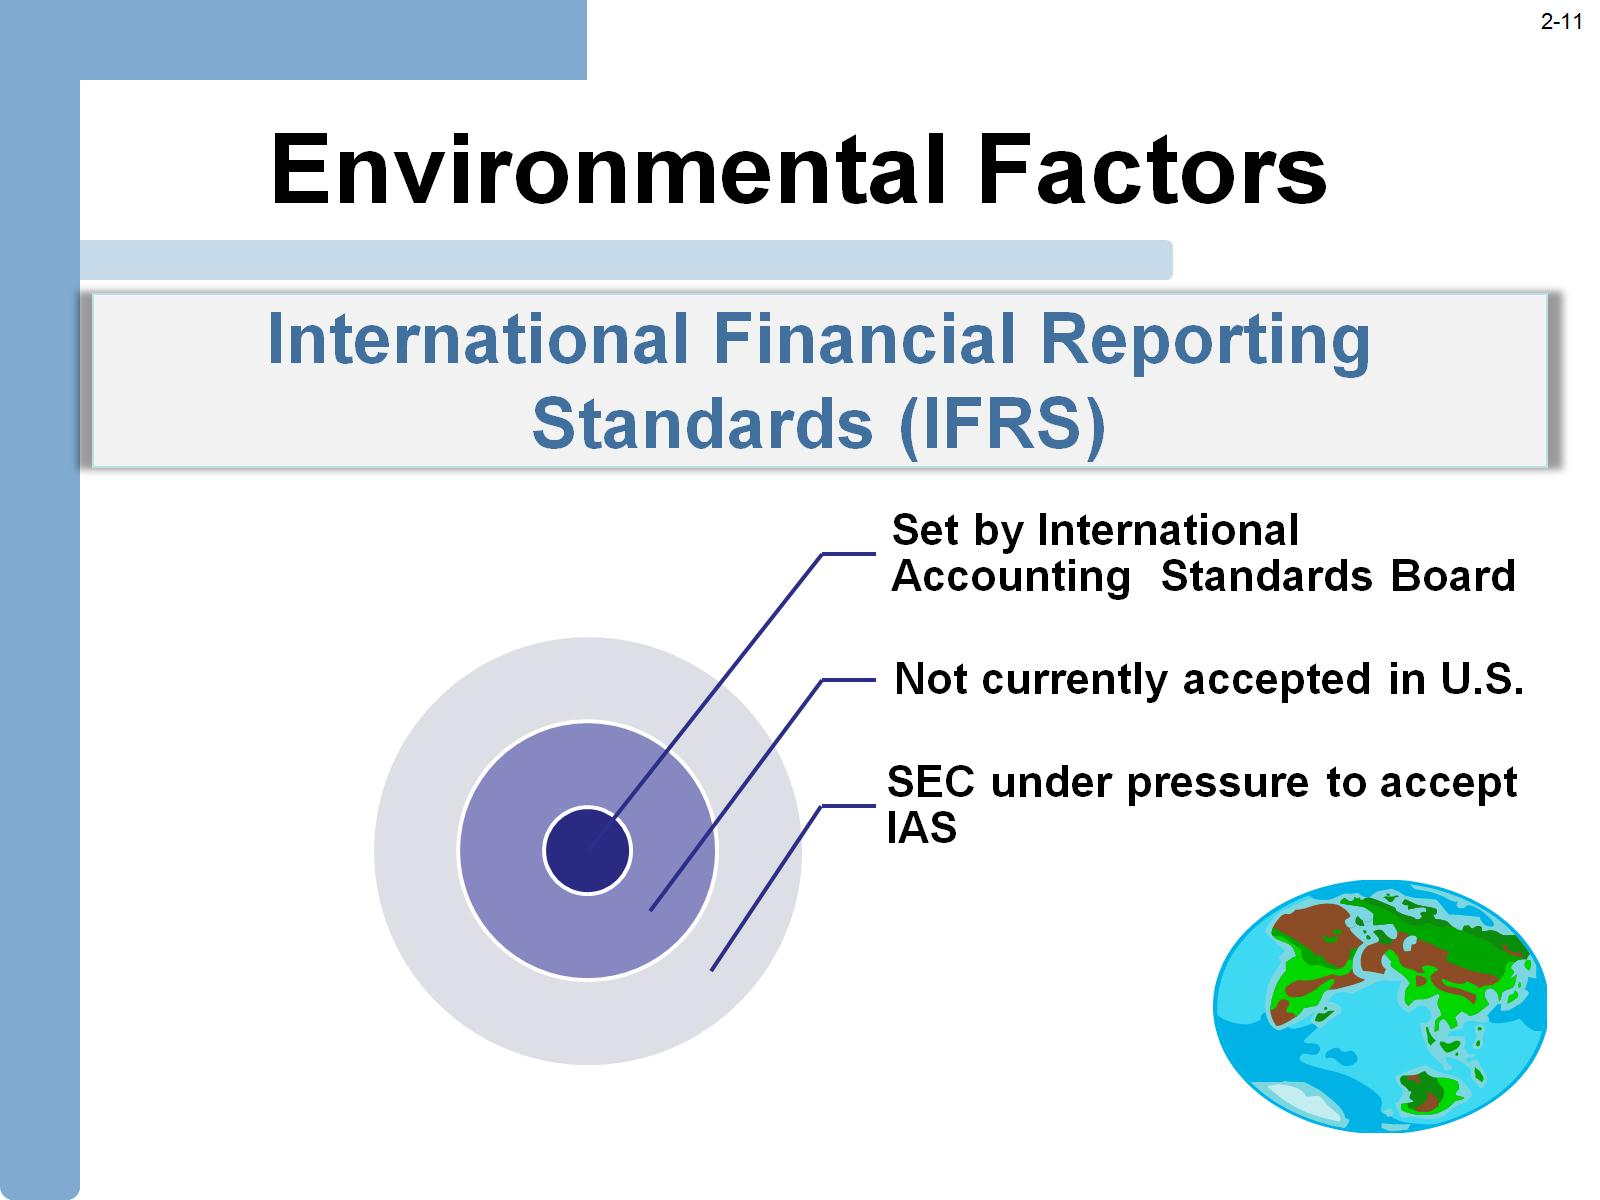 2-11
Environmental Factors
International Financial Reporting
Standards (IFRS)
Set by International
Accounting  Standards Board
Not currently accepted in U.S.
SEC under pressure to accept
IAS